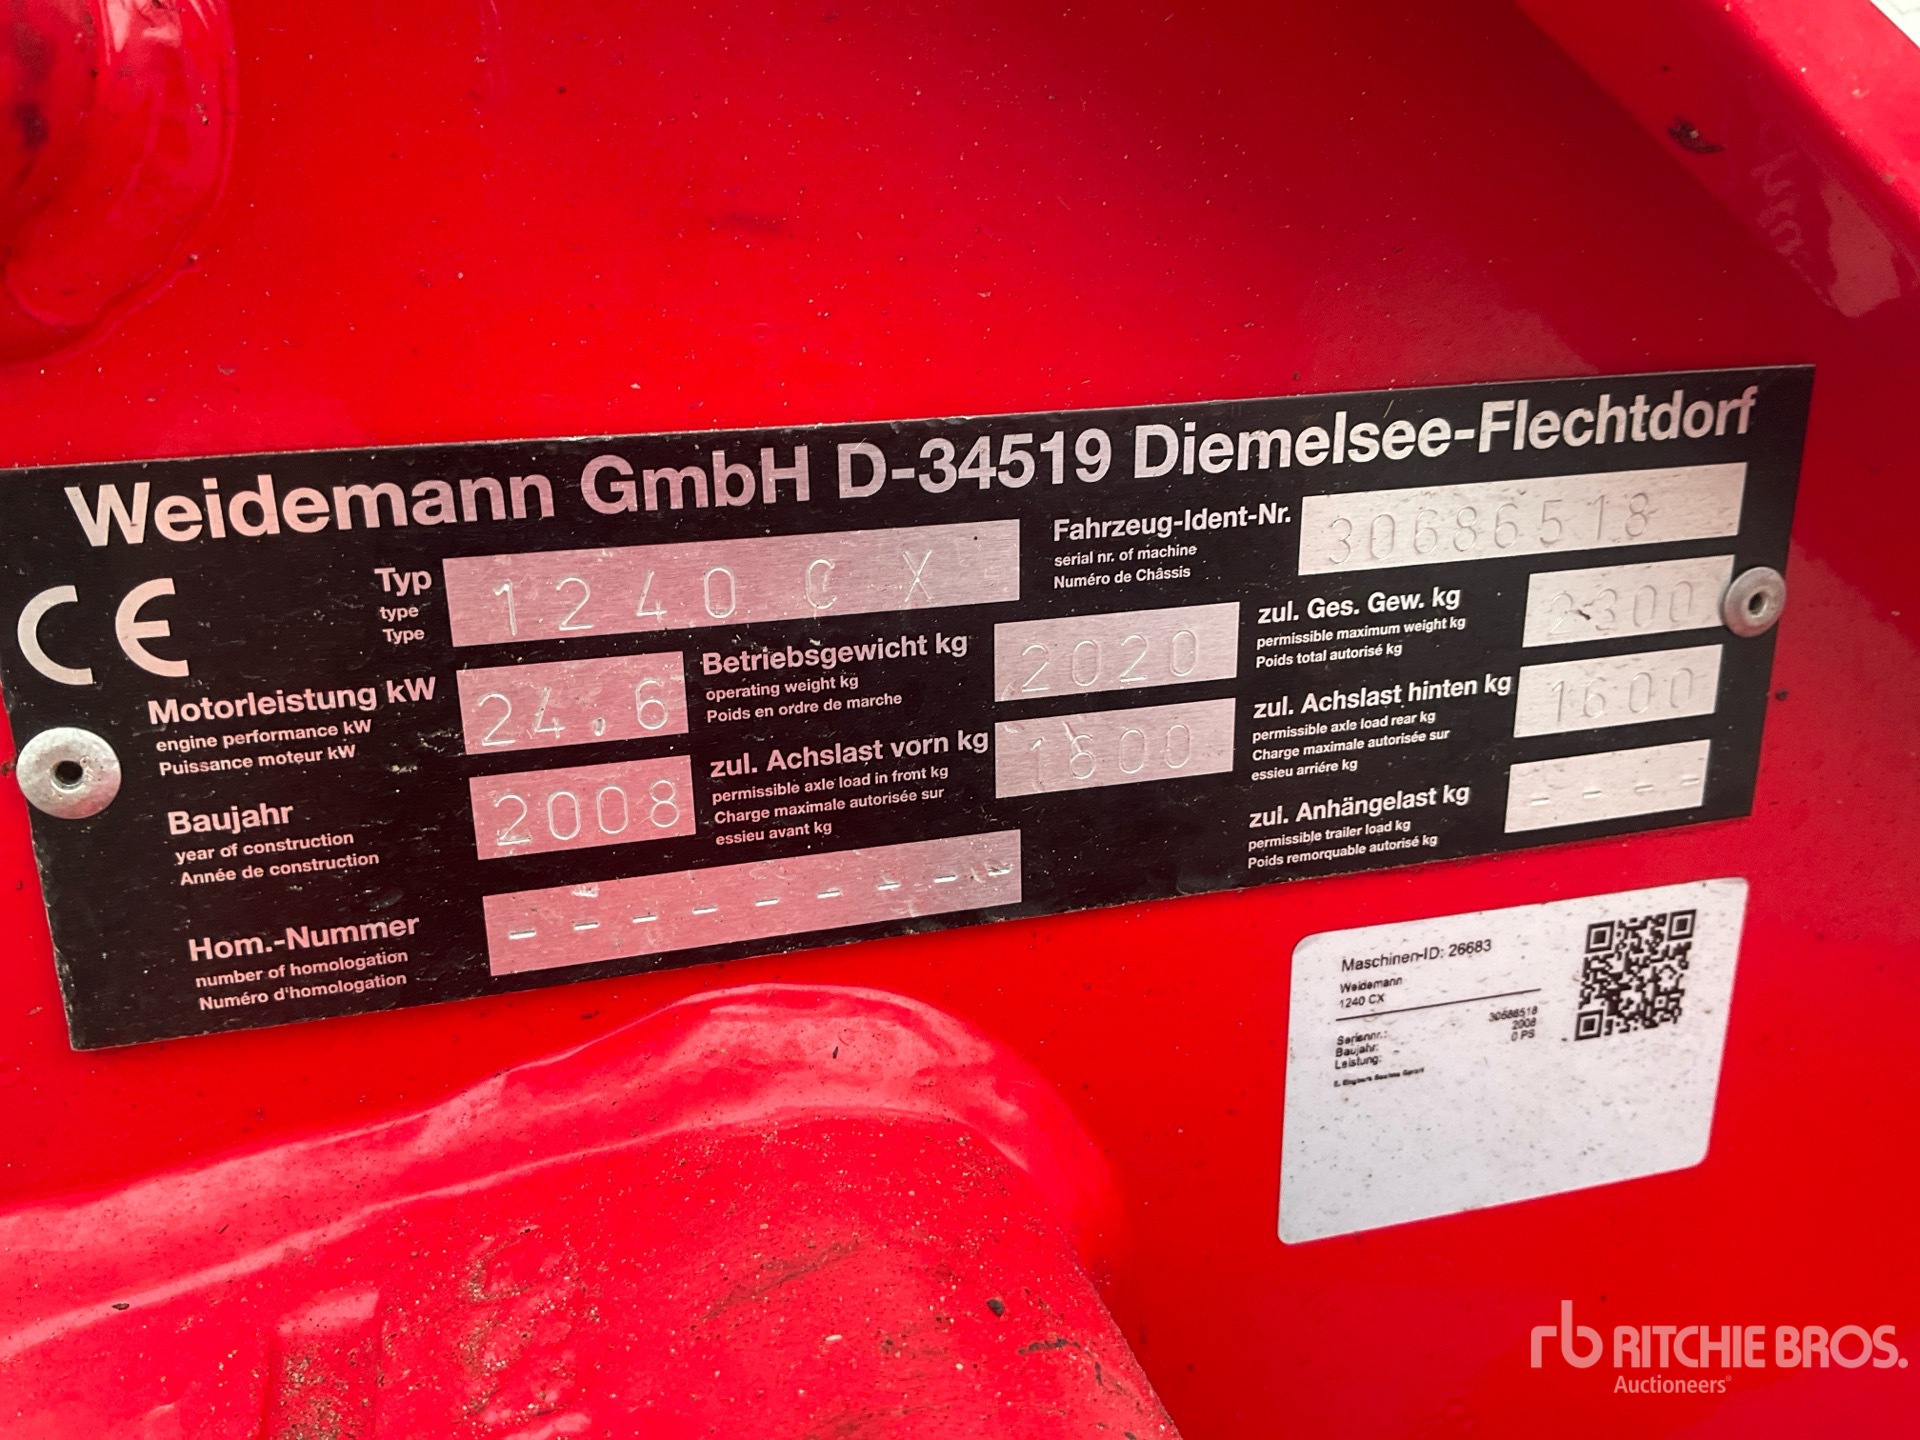 Weidemann GmbH D-34519 Diemelsee-Flechtdorf
CE
Typ
type
Type
1240 CX
Fahrzeug-Ident-Nr.
serial nr. of machine
Numéro de Châssis
30686518
Motorleistung kW
engine performance kW
Puissance moteur kW
24.6
Betriebsgewicht kg
operating weight kg
Poids en ordre de marche
2020
zul. Ges. Gew. kg
permissible maximum weight kg
Poids total autorisé kg
2300
Baujahr
year of construction
Année de construction
2008
zul. Achslast vorn kg
permissible axle load in front kg
Charge maximale autorisée sur
essieu avant kg
1600
zul. Achslast hinten kg
permissible axle load rear kg
Charge maximale autorisée sur
essieu arriére kg
1600
Hom.-Nummer
number of homologation
Numéro d'homologation
- - - - - - - - -
zul. Anhängelast kg
permissible trailer load kg
Poids remorquable autorisé kg
- - - -
Maschinen-ID: 26683
Weidemann
1240 CX
Seriennr.: 30686518
Baujahr: 2008
Leistung: 0 PS
rb RITCHIE BROS.
Auctioneers®